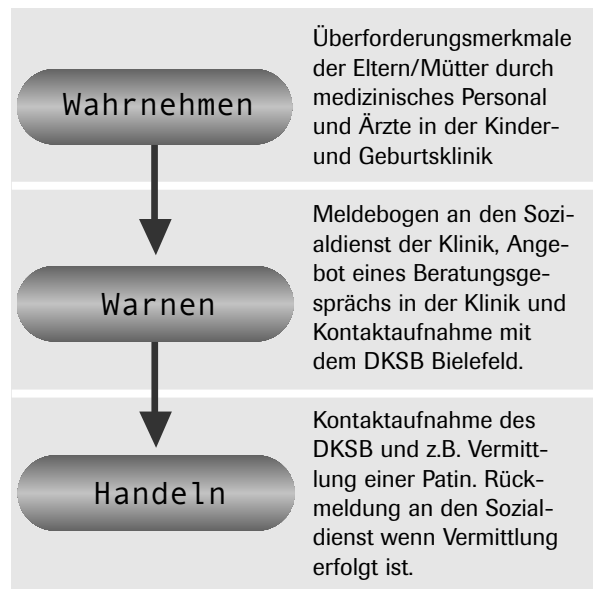 Wahrnehmen
Überforderungsmerkmale
der Eltern/Mütter durch
medizinisches Personal
und Ärzte in der Kinder-
und Geburtsklinik
Warnen
Meldebogen an den Sozi-
aldienst der Klinik, Ange-
bot eines Beratungsge-
sprächs in der Klinik und
Kontaktaufnahme mit
dem DKSB Bielefeld.
Handeln
Kontaktaufnahme des
DKSB und z.B. Vermitt-
lung einer Patin. Rück-
meldung an den Sozial-
dienst wenn Vermittlung
erfolgt ist.